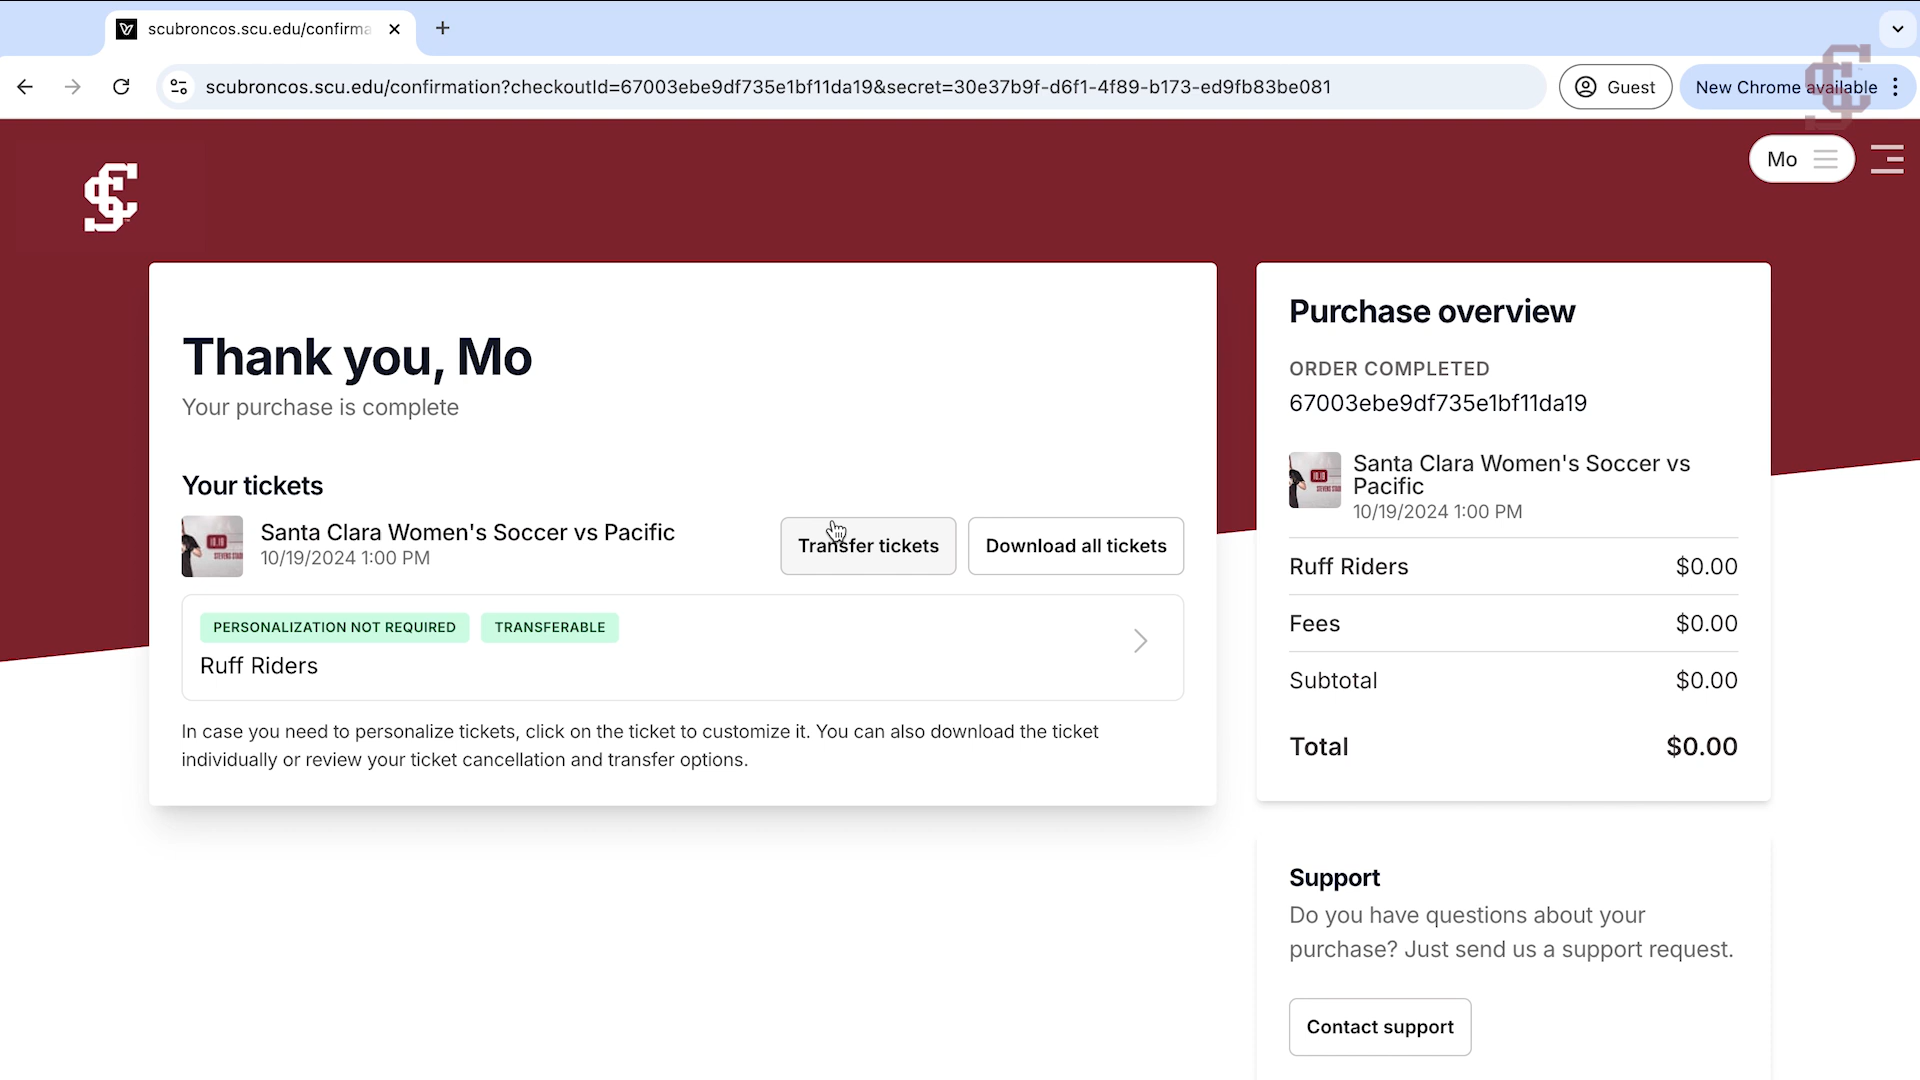 scubroncos.scu.edu/confirma
scubroncos.scu.edu/confirmation?checkoutId=67003ebe9df735e1bf11da19&secret=30e37b9f-d6f1-4f89-b173-ed9fb83be081
Guest
New Chrome available
Mo
Thank you, Mo
Your purchase is complete
Your tickets
Santa Clara Women's Soccer vs Pacific
10/19/2024 1:00 PM
Transfer tickets
Download all tickets
PERSONALIZATION NOT REQUIRED
TRANSFERABLE
Ruff Riders
In case you need to personalize tickets, click on the ticket to customize it. You can also download the ticket
individually or review your ticket cancellation and transfer options.
Purchase overview
ORDER COMPLETED
67003ebe9df735e1bf11da19
Santa Clara Women's Soccer vs
Pacific
10/19/2024 1:00 PM
Ruff Riders $0.00
Fees $0.00
Subtotal $0.00
Total $0.00
Support
Do you have questions about your
purchase? Just send us a support request.
Contact support